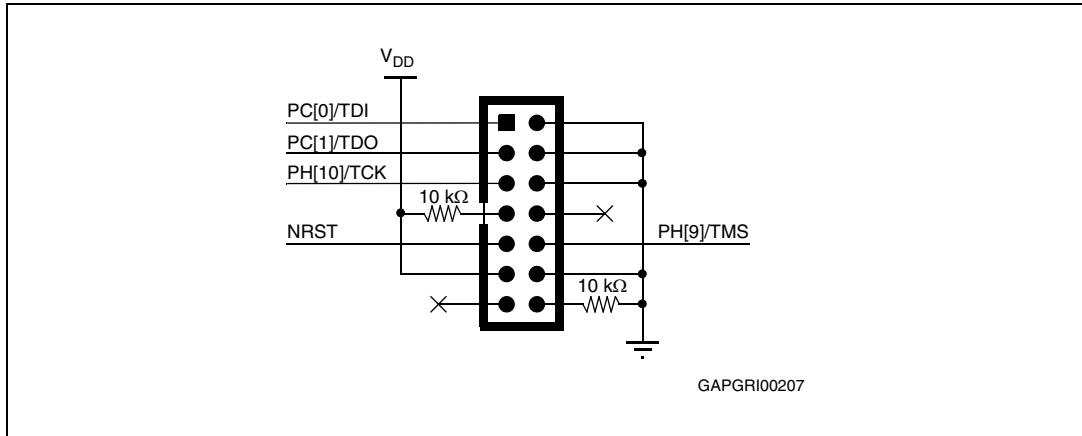 VDD
PC[0]/TDI
PC[1]/TDO
PH[10]/TCK
10 kΩ
NRST
PH[9]/TMS
10 kΩ
GAPGRI00207